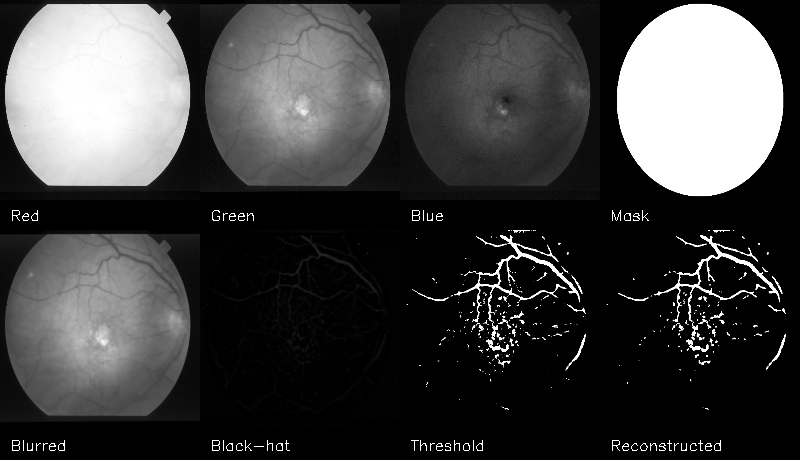 Red
Green
Blue
Mask
Blurred
Black-hat
Threshold
Reconstructed